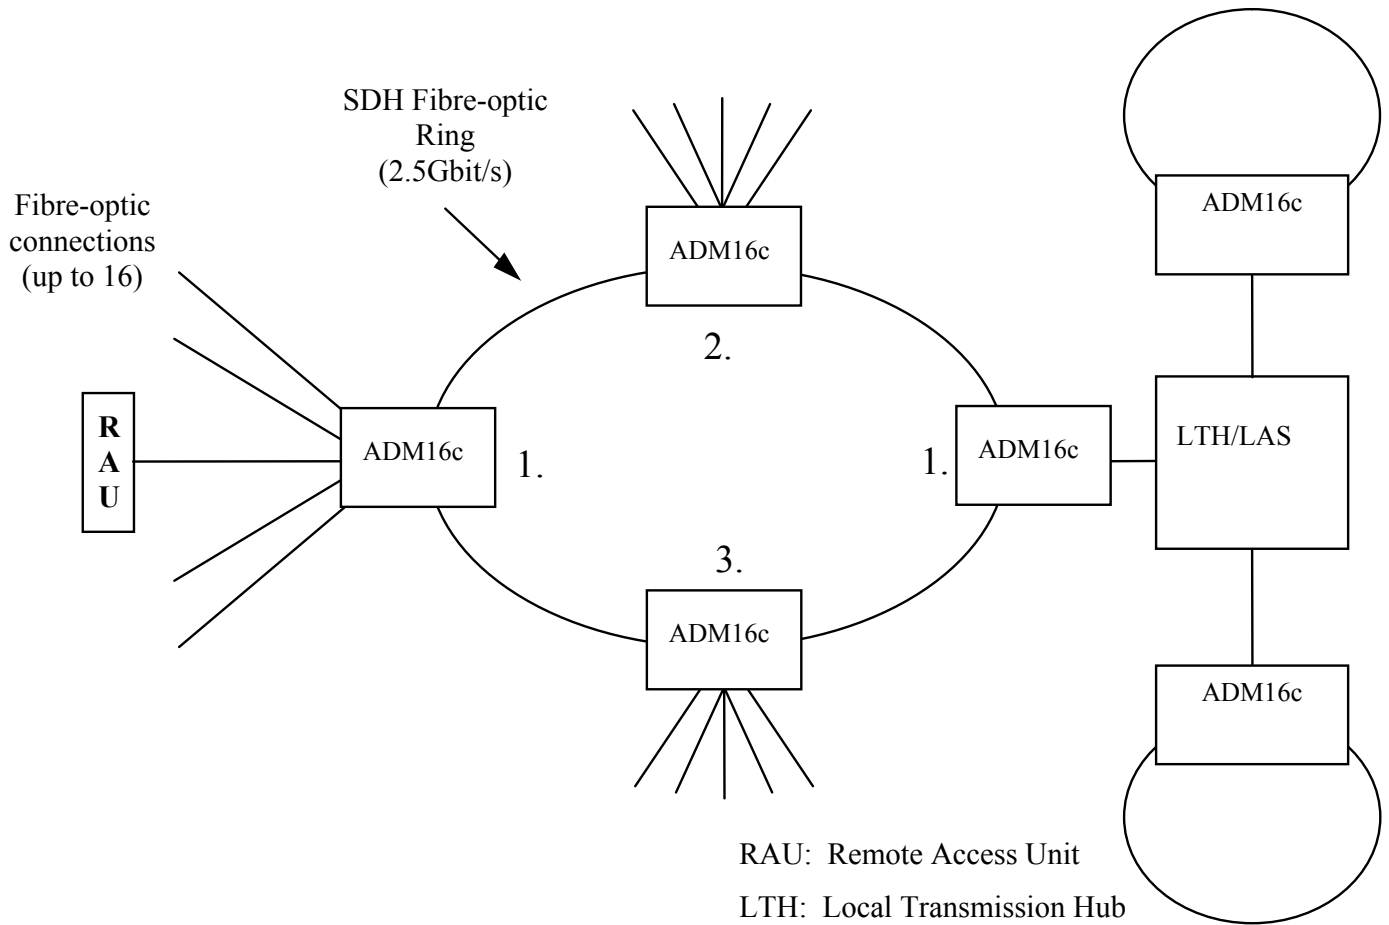 SDH Fibre-optic
Ring
(2.5Gbit/s)
Fibre-optic
connections
(up to 16)
ADM16c
ADM16c
2.
R
A
U
ADM16c
1.
1.
ADM16c
LTH/LAS
3.
ADM16c
ADM16c
RAU: Remote Access Unit
LTH: Local Transmission Hub